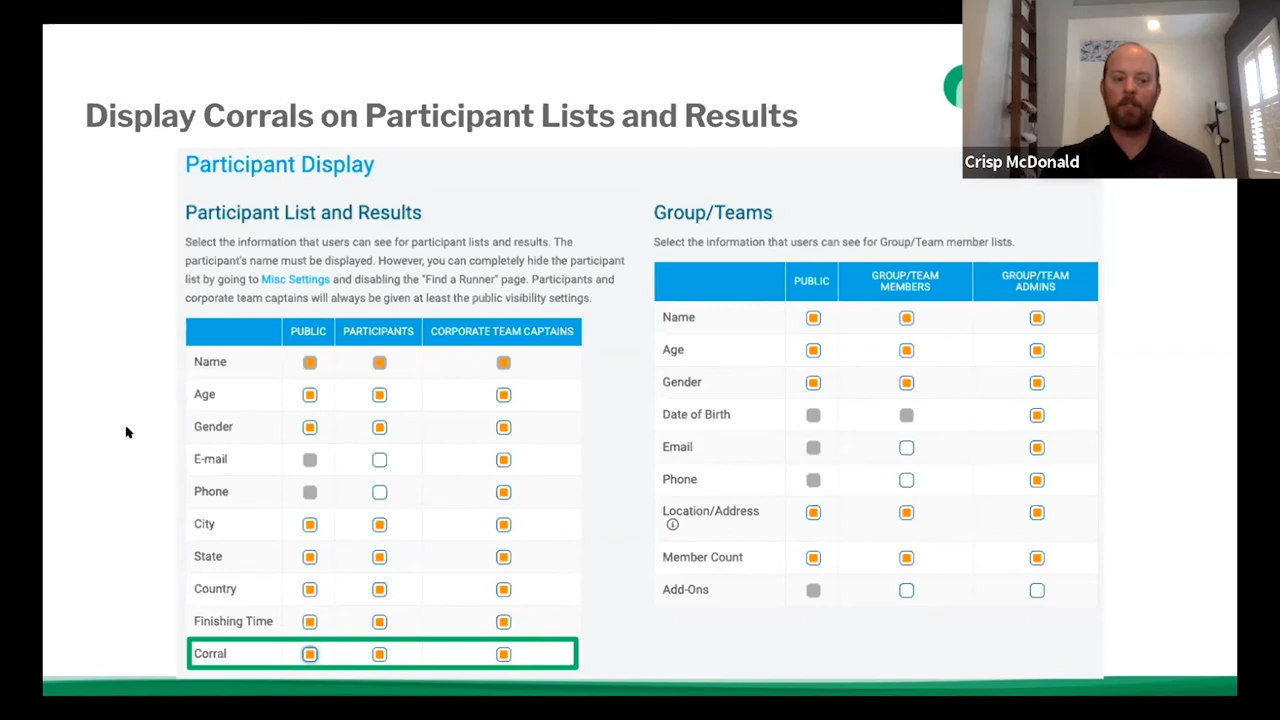 Display Corrals on Participant Lists and Results
Crisp McDonald
Participant Display
Participant List and Results
Select the information that users can see for participant lists and results. The
participant's name must be displayed. However, you can completely hide the participant
list by going to Misc Settings and disabling the "Find a Runner" page. Participants and
corporate team captains will always be given at least the public visibility settings.
PUBLIC PARTICIPANTS CORPORATE TEAM CAPTAINS
Name
Age
Gender
E-mail
Phone
City
State
Country
Finishing Time
Corral
Group/Teams
Select the information that users can see for Group/Team member lists.
PUBLIC GROUP/TEAM MEMBERS GROUP/TEAM ADMINS
Name
Age
Gender
Date of Birth
Email
Phone
Location/Address
Member Count
Add-Ons